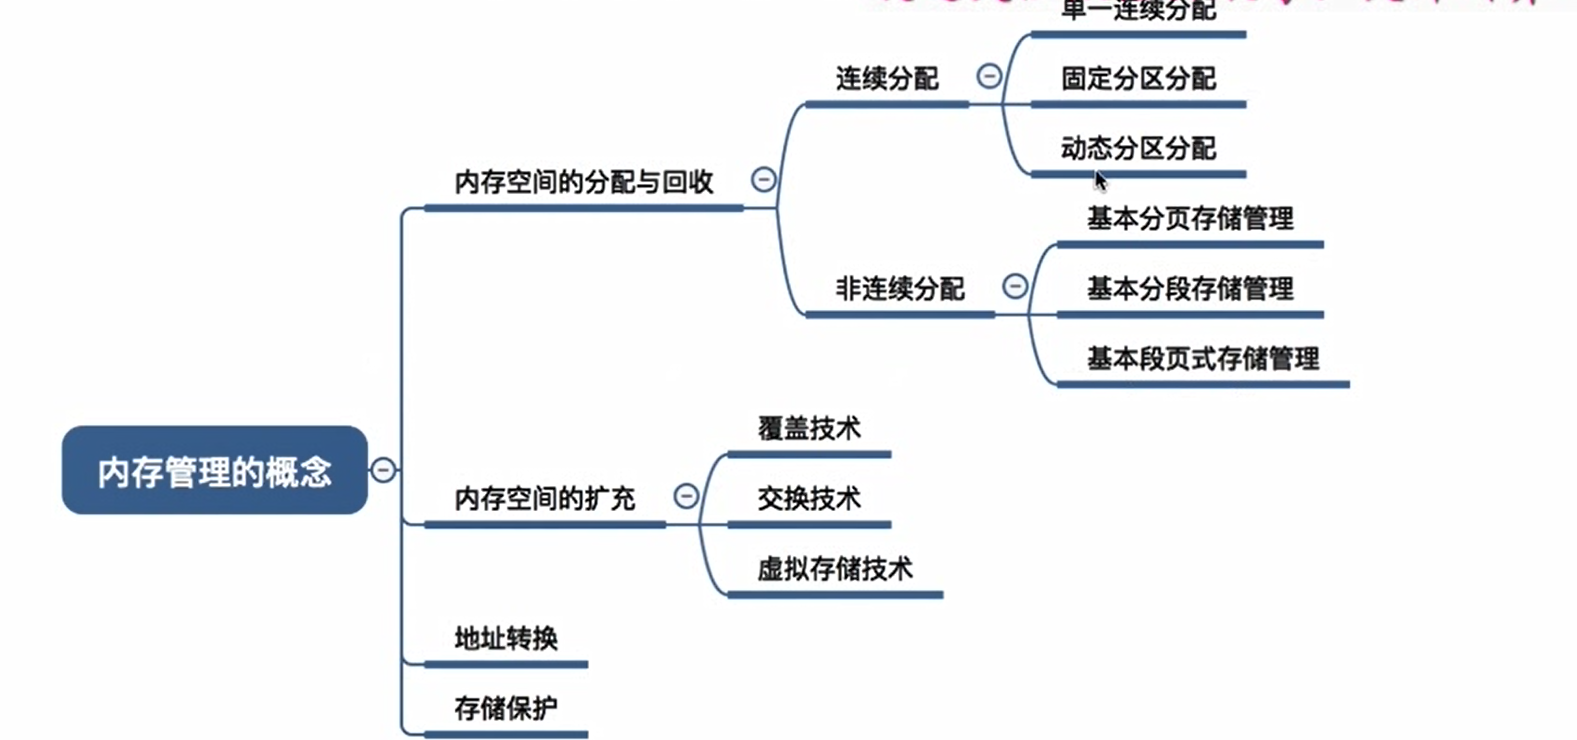 单一连续分配
连续分配
固定分区分配
动态分区分配
内存空间的分配与回收
基本分页存储管理
非连续分配
基本分段存储管理
基本段页式存储管理
覆盖技术
内存管理的概念
内存空间的扩充
交换技术
虚拟存储技术
地址转换
存储保护